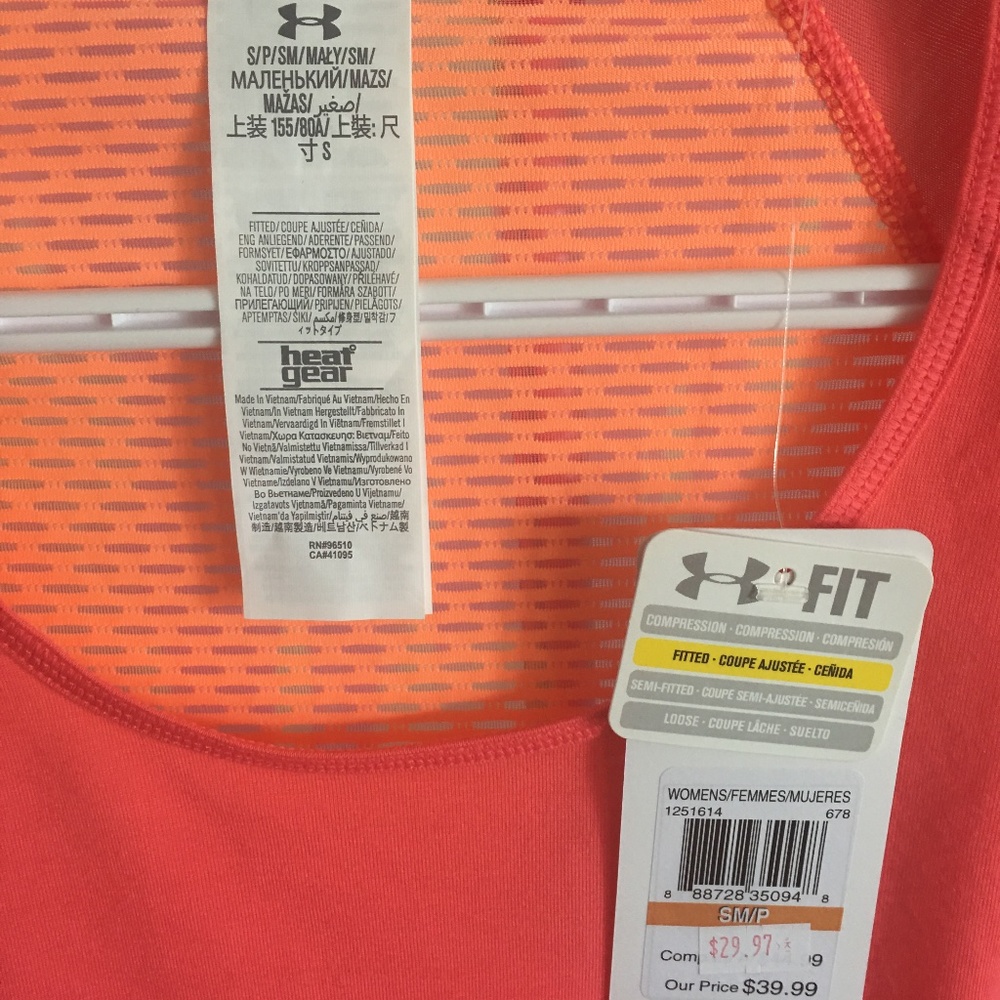 S/P/SM/MAŁY/SM/
МАЛЕНЬКИЙ/MAZS/
MAŽAS/صغير/
上装 155/80A/上裝: 尺
寸 S
FITTED/COUPE AJUSTÉE/CEÑIDA/
ENG ANLIEGEND/ADERENTE/PASSEND/
FORMSYET/ΕΦΑΡΜΟΣΤΟ/AJUSTADO/
SOVITETTU/KROPPSANPASSAD/
KOHALDATUD/DOPASOWANY/PŘILÉHAVÉ/
NA TELO/PO MERI/FORMÁRA SZABOTT/
ПРИЛЕГАЮЩИЙ/PRIPIJEN/PIELĀGOTS/
APTEMPTAS/SIKI/مكسم/修身型/밀착감/フ
ィットタイプ
heat
gear
Made In Vietnam/Fabriqué Au Vietnam/Hecho En
Vietnam/In Vietnam Hergestellt/Fabbricato In
Vietnam/Vervaardigd In Viëtnam/Fremstillet I
Vietnam/Χωρα Κατασκευησ: Βιετναμ/Feito
No Vietnã/Valmistettu Vietnamissa/Tillverkad I
Vietnam/Valmistatud Vietnamis/Wyprodukowano
W Wietnamie/Vyrobeno Ve Vietnamu/Vyrobené Vo
Vietname/Izdelano V Vietnamu/Изготовлено
Во Вьетнаме/Proizvedeno U Vijetnamu/
Izgatavots Vjetnamā/Pagaminta Vietname/
Vietnam'da Yapilmiştir/صنع في فيتنام/越南
制造/越南製造/베트남산/ベトナム製
RN#96510
CA#41095
FIT
COMPRESSION · COMPRESSION · COMPRESIÓN
FITTED · COUPE AJUSTÉE · CEÑIDA
SEMI-FITTED · COUPE SEMI-AJUSTÉE · SEMICEÑIDA
LOOSE · COUPE LÂCHE · SUELTO
WOMENS/FEMMES/MUJERES
1251614 678
8 88728 35094 8
SM/P
$29.97
Our Price $39.99